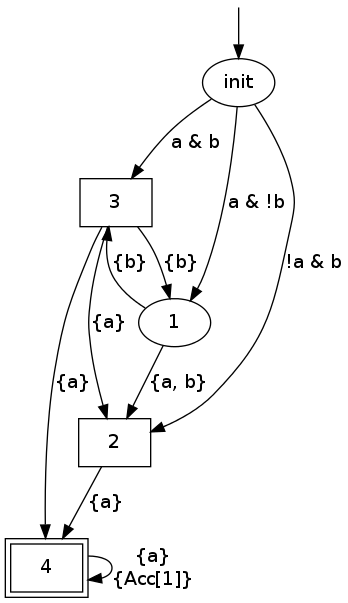 init
a & b
3
a & !b
!a & b
{b}
{b}
1
{a}
{a}
{a, b}
2
{a}
4
{a}
{Acc[1]}